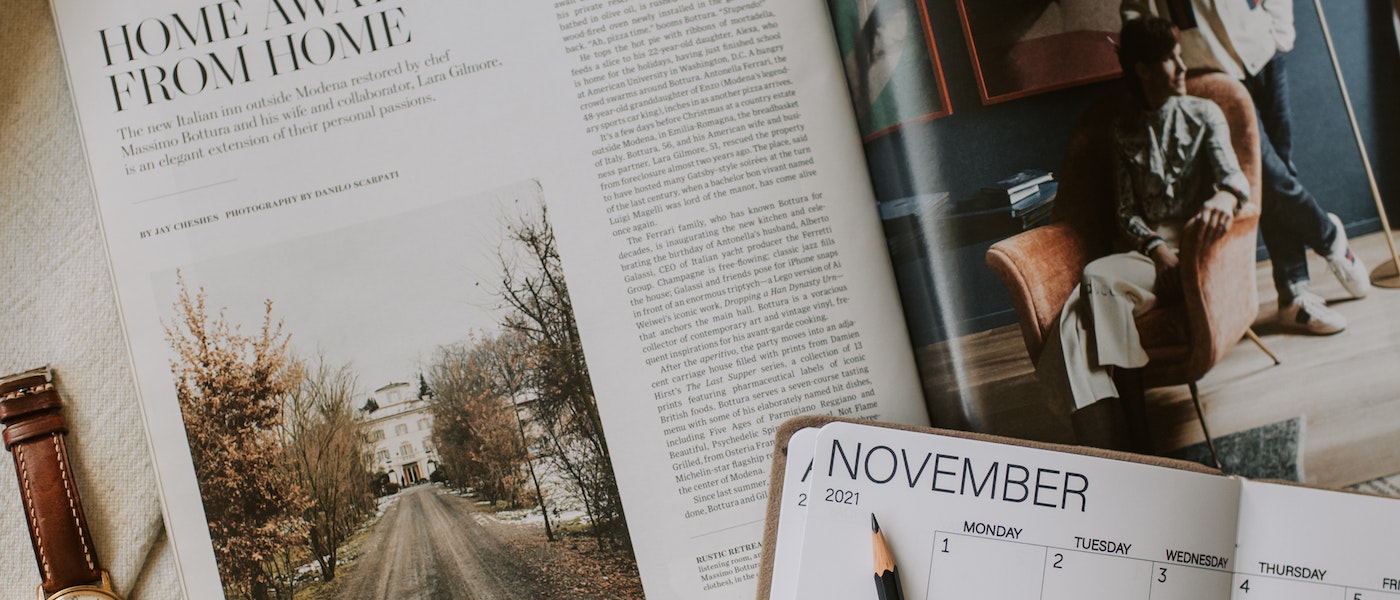 HOME AWAY
FROM HOME
The new Italian inn outside Modena restored by chef
Massimo Bottura and his wife and collaborator, Lara Gilmore,
is an elegant extension of their personal passions.
BY JAY CHESHES PHOTOGRAPHY BY DANILO SCARPATI
his private
bathed in olive oil, is
wood-fired oven newly installed in the
back. “Ah, pizza time,” booms Bottura. “Stupendo!”
He tops the hot pie with ribbons of mortadella,
feeds a slice to his 22-year-old daughter, Alexa, who
is home for the holidays, having just finished school
at American University in Washington, D.C. A hungry
crowd swarms around Bottura. Antonella Ferrari, the
48-year-old granddaughter of Enzo (Modena's legend-
ary sports car king), inches in as another pizza arrives.
It's a few days before Christmas at a country estate
outside Modena, in Emilia-Romagna, the breadbasket
of Italy. Bottura, 56, and his American wife and busi-
ness partner, Lara Gilmore, 51, rescued the property
from foreclosure almost two years ago. The place, said
to have hosted many Gatsby-style soirées at the turn
of the last century, when a bachelor bon vivant named
Luigi Magelli was lord of the manor, has come alive
once again.
The Ferrari family, who has known Bottura for
decades, is inaugurating the new kitchen and cele-
brating the birthday of Antonella's husband, Alberto
Galassi, CEO of Italian yacht producer the Ferretti
Group. Champagne is free-flowing; classic jazz fills
the house; Galassi and friends pose for iPhone snaps
in front of an enormous triptych—a Lego version of Ai
Weiwei's iconic work, Dropping a Han Dynasty Urn—
that anchors the main hall. Bottura is a voracious
collector of contemporary art and vintage vinyl, fre-
quent inspirations for his avant-garde cooking.
After the aperitivo, the party moves into an adja-
cent carriage house filled with prints from Damien
Hirst's The Last Supper series, a collection of 13
prints featuring pharmaceutical labels of iconic
British foods. Bottura serves a seven-course tasting
menu with some of his elaborately named hit dishes,
including Five Ages of Parmigiano Reggiano and
Beautiful, Psychedelic Not Flame
Grilled, from Osteria
Michelin-star flagship
the center of Modena.
Since last summer,
done, Bottura and
RUSTIC RETREAT
listening room,
Massimo Bottura
clothes), in the
NOVEMBER
2021
MONDAY
TUESDAY
WEDNESDAY
THURSDAY
1
2
3
4
5